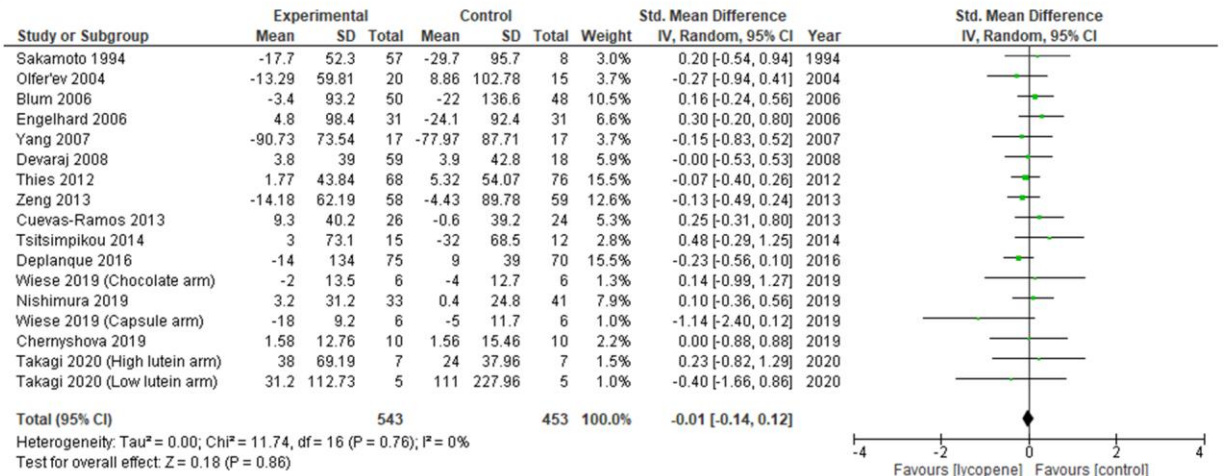 Experimental Control Std. Mean Difference Std. Mean Difference
Study or Subgroup Mean SD Total Mean SD Total Weight IV, Random, 95% CI Year IV, Random, 95% CI
Sakamoto 1994 -17.7 52.3 57 -29.7 95.7 8 3.0% 0.20 [-0.54, 0.94] 1994
Olfer'ev 2004 -13.29 59.81 20 8.86 102.78 15 3.7% -0.27 [-0.94, 0.41] 2004
Blum 2006 -3.4 93.2 50 -22 136.6 48 10.5% 0.16 [-0.24, 0.56] 2006
Engelhard 2006 4.8 98.4 31 -24.1 92.4 31 6.6% 0.30 [-0.20, 0.80] 2006
Yang 2007 -90.73 73.54 17 -77.97 87.71 17 3.7% -0.15 [-0.83, 0.52] 2007
Devaraj 2008 3.8 39 59 3.9 42.8 18 5.9% -0.00 [-0.53, 0.53] 2008
Thies 2012 1.77 43.84 68 5.32 54.07 76 15.5% -0.07 [-0.40, 0.26] 2012
Zeng 2013 -14.18 62.19 58 -4.43 89.78 59 12.6% -0.13 [-0.49, 0.24] 2013
Cuevas-Ramos 2013 9.3 40.2 26 -0.6 39.2 24 5.3% 0.25 [-0.31, 0.80] 2013
Tsitsimpikou 2014 3 73.1 15 -32 68.5 12 2.8% 0.48 [-0.29, 1.25] 2014
Deplanque 2016 -14 134 75 9 39 70 15.5% -0.23 [-0.56, 0.10] 2016
Wiese 2019 (Chocolate arm) -2 13.5 6 -4 12.7 6 1.3% 0.14 [-0.99, 1.27] 2019
Nishimura 2019 3.2 31.2 33 0.4 24.8 41 7.9% 0.10 [-0.36, 0.56] 2019
Wiese 2019 (Capsule arm) -18 9.2 6 -5 11.7 6 1.0% -1.14 [-2.40, 0.12] 2019
Chernyshova 2019 1.58 12.76 10 1.56 15.46 10 2.2% 0.00 [-0.88, 0.88] 2019
Takagi 2020 (High lutein arm) 38 69.19 7 24 37.96 7 1.5% 0.23 [-0.82, 1.29] 2020
Takagi 2020 (Low lutein arm) 31.2 112.73 5 111 227.96 5 1.1% -0.40 [-1.66, 0.86] 2020
Total (95% CI) 543 453 100.0% -0.01 [-0.14, 0.12]
Heterogeneity: Tau² = 0.00; Chi² = 11.74, df = 16 (P = 0.76); I² = 0%
Test for overall effect: Z = 0.18 (P = 0.86)
-4 -2 0 2 4
Favours [lycopene] Favours [control]